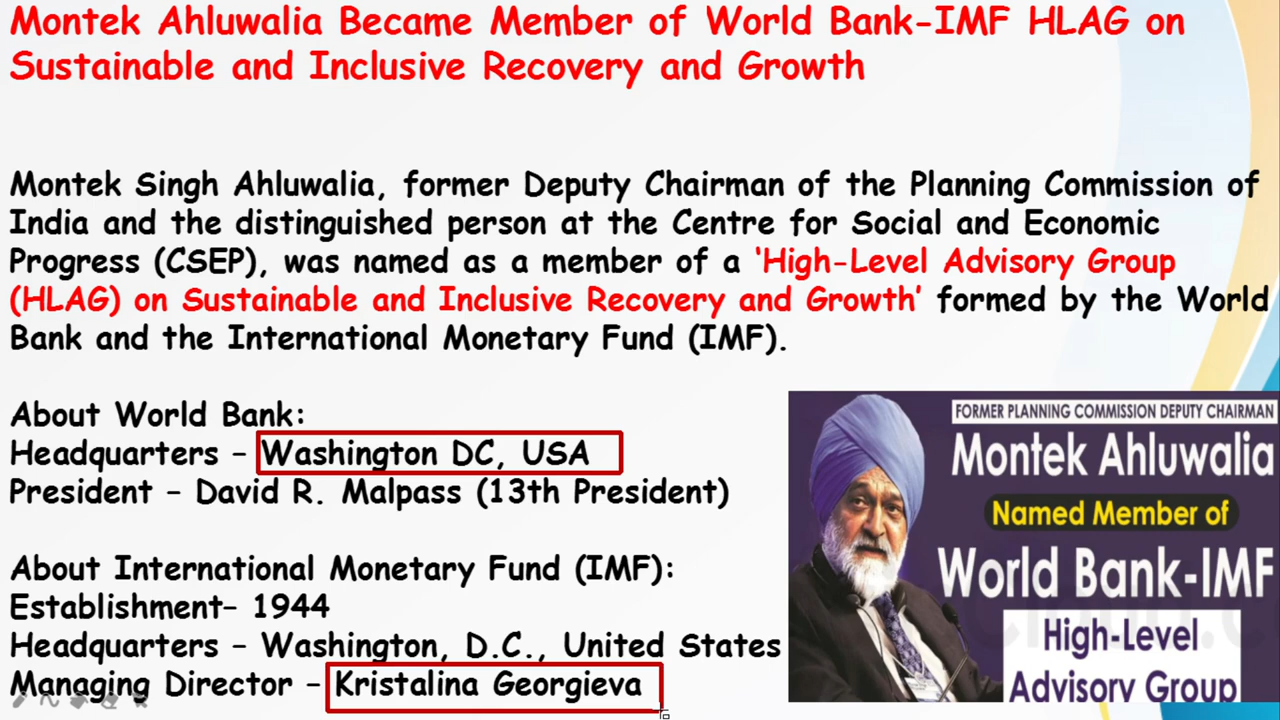 Montek Ahluwalia Became Member of World Bank-IMF HLAG on
Sustainable and Inclusive Recovery and Growth
Montek Singh Ahluwalia, former Deputy Chairman of the Planning Commission of
India and the distinguished person at the Centre for Social and Economic
Progress (CSEP), was named as a member of a ‘High-Level Advisory Group
(HLAG) on Sustainable and Inclusive Recovery and Growth’ formed by the World
Bank and the International Monetary Fund (IMF).
About World Bank:
Headquarters – Washington DC, USA
President – David R. Malpass (13th President)
About International Monetary Fund (IMF):
Establishment– 1944
Headquarters – Washington, D.C., United States
Managing Director – Kristalina Georgieva
FORMER PLANNING COMMISSION DEPUTY CHAIRMAN
Montek Ahluwalia
Named Member of
World Bank-IMF
High-Level
Advisory Group